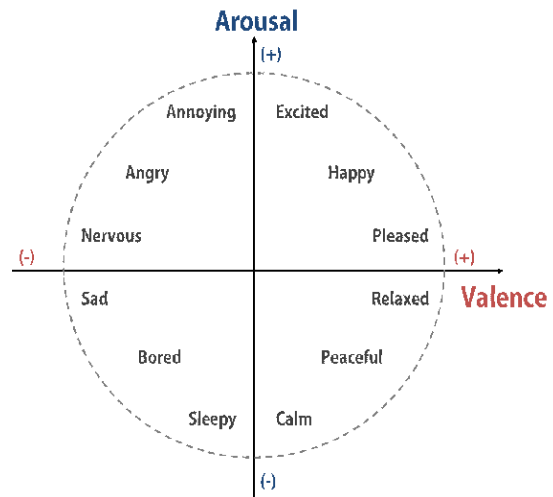 Arousal
(+)
Annoying Excited
Angry Happy
Nervous Pleased
(-) (+)
Sad Relaxed Valence
Bored Peaceful
Sleepy Calm
(-)